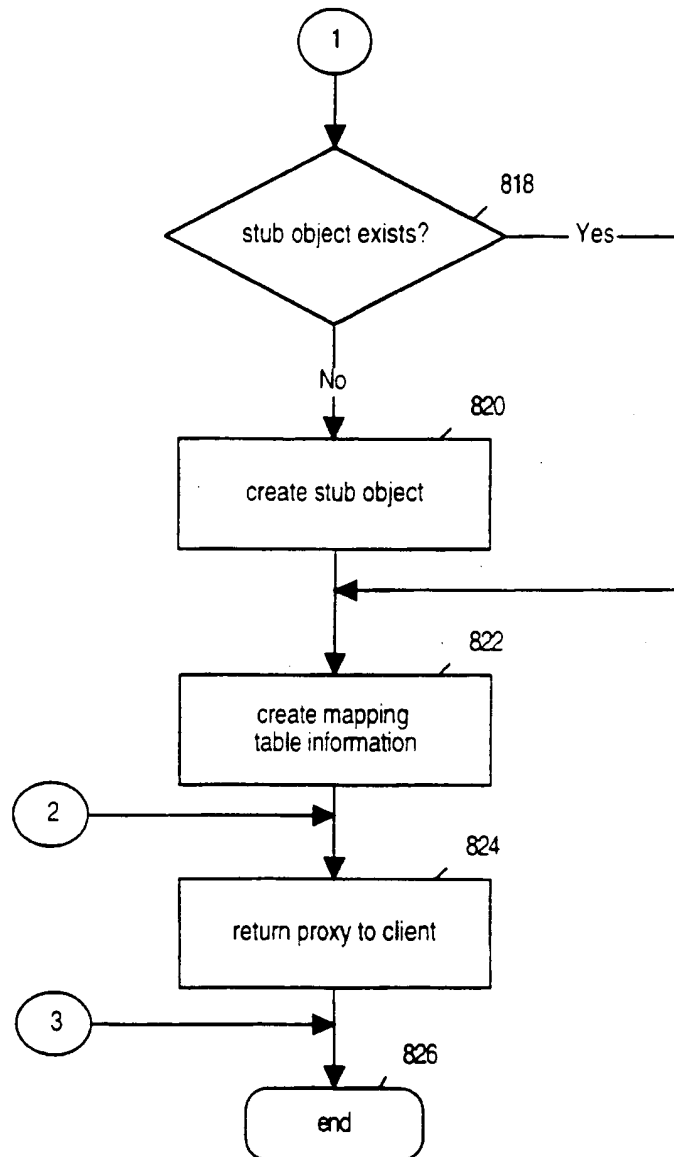 1
818
stub object exists?
Yes
No
820
create stub object
822
create mapping
table information
2
824
return proxy to client
3
826
end